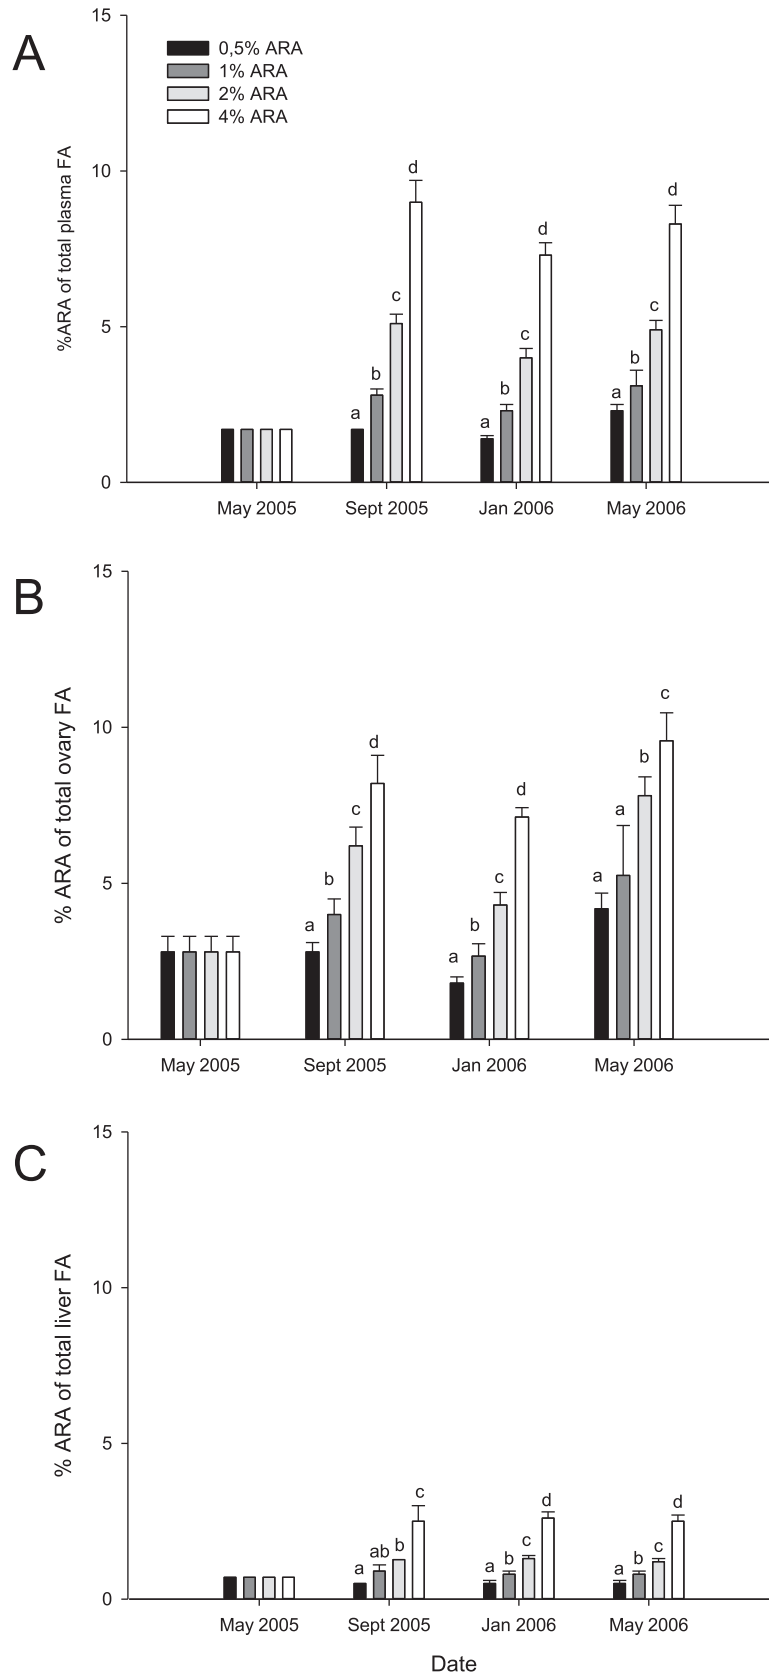 A
15
0,5% ARA
1% ARA
2% ARA
4% ARA
%ARA of total plasma FA
10
5
0
a
b
c
d
a
b
c
d
a
b
c
d
May 2005
Sept 2005
Jan 2006
May 2006
B
15
% ARA of total ovary FA
10
5
0
a
b
c
d
a
b
c
d
a
a
b
c
May 2005
Sept 2005
Jan 2006
May 2006
C
15
% ARA of total liver FA
10
5
0
a
ab
b
c
a
b
c
d
a
b
c
d
May 2005
Sept 2005
Jan 2006
May 2006
Date